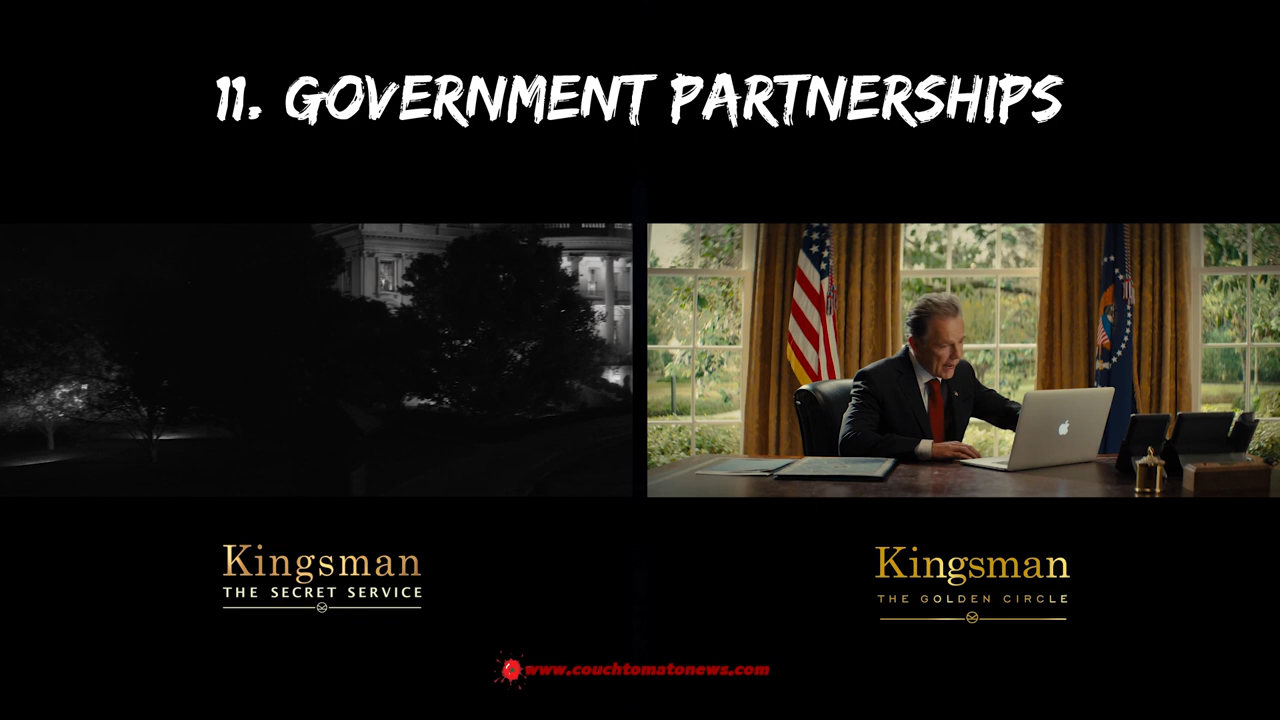 11. GOVERNMENT PARTNERSHIPS
Kingsman
THE SECRET SERVICE
Kingsman
THE GOLDEN CIRCLE
www.couchtomatonews.com